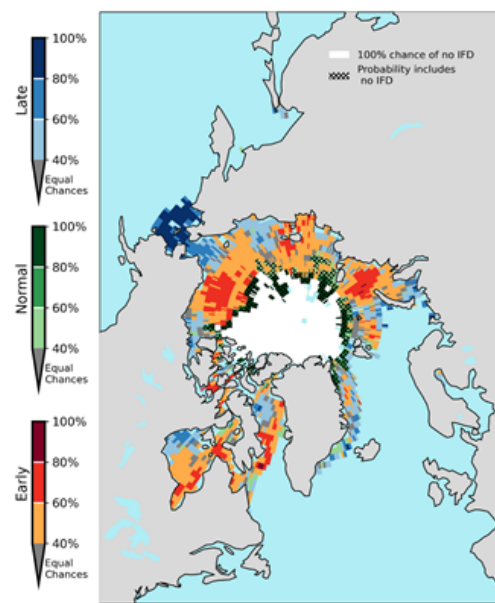 100%
80%
60%
40%
Late
Equal
Chances
100% chance of no IFD
Probability includes
no IFD
100%
80%
60%
40%
Normal
Equal
Chances
100%
80%
60%
40%
Early
Equal
Chances